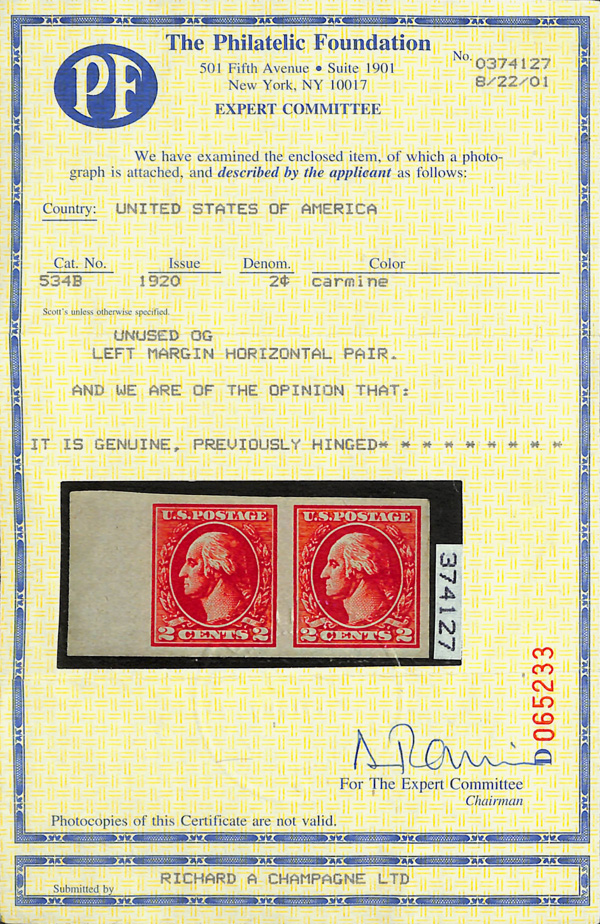 PF
The Philatelic Foundation
501 Fifth Avenue • Suite 1901
New York, NY 10017
EXPERT COMMITTEE
No. 0374127
8/22/01
We have examined the enclosed item, of which a photo-
graph is attached, and described by the applicant as follows:
Country: UNITED STATES OF AMERICA
Cat. No. Issue Denom. Color
534B 1920 2¢ carmine
Scott's unless otherwise specified.
UNUSED OG
LEFT MARGIN HORIZONTAL PAIR.
AND WE ARE OF THE OPINION THAT:
IT IS GENUINE, PREVIOUSLY HINGED* * * * * * * * *
U.S. POSTAGE U.S. POSTAGE
2 CENTS 2 2 CENTS 2
374127
D 065233
For The Expert Committee
Chairman
Photocopies of this Certificate are not valid.
Submitted by RICHARD A CHAMPAGNE LTD